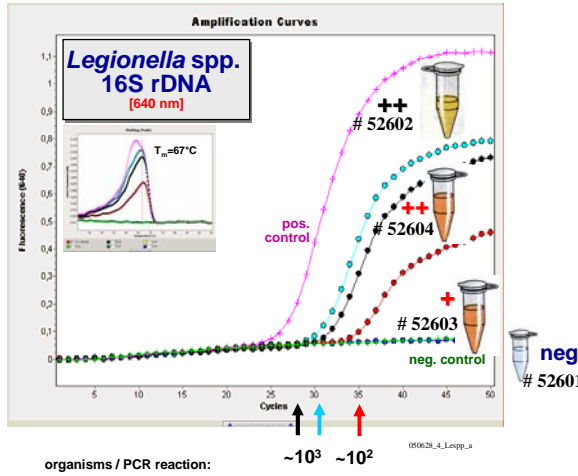 Amplification Curves
Legionella spp.
16S rDNA
[640 nm]
Melting Peaks
Tm=67°C
Fluorescence (640)
1,1
1
0,9
0,8
0,7
0,6
0,5
0,4
0,3
0,2
0,1
0
++
# 52602
pos.
control
++
# 52604
+
# 52603
neg. control
neg
# 52601
5 10 15 20 25 30 35 40 45 50
Cycles
050628_4_Lespp_a
organisms / PCR reaction: ~10³ ~10²